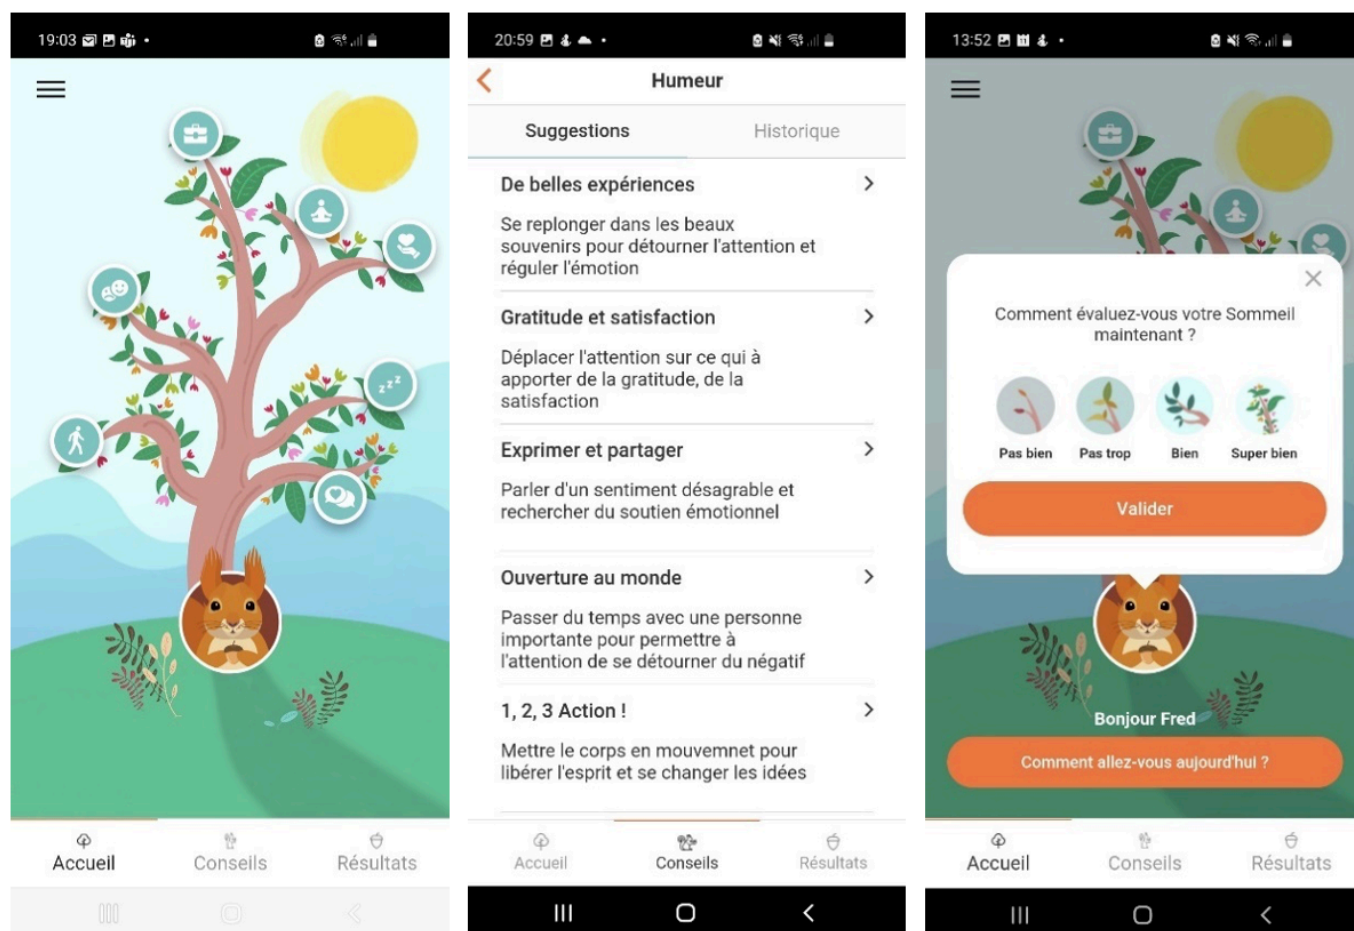 19:03
zzz
Accueil
Conseils
Résultats
20:59
Humeur
Suggestions
Historique
De belles expériences
Se replonger dans les beaux
souvenirs pour détourner l'attention et
réguler l'émotion
Gratitude et satisfaction
Déplacer l'attention sur ce qui à
apporter de la gratitude, de la
satisfaction
Exprimer et partager
Parler d'un sentiment désagrable et
rechercher du soutien émotionnel
Ouverture au monde
Passer du temps avec une personne
importante pour permettre à
l'attention de se détourner du négatif
1, 2, 3 Action !
Mettre le corps en mouvemnet pour
libérer l'esprit et se changer les idées
Accueil
Conseils
Résultats
13:52
Comment évaluez-vous votre Sommeil
maintenant ?
Pas bien
Pas trop
Bien
Super bien
Valider
Bonjour Fred
Comment allez-vous aujourd'hui ?
Accueil
Conseils
Résultats